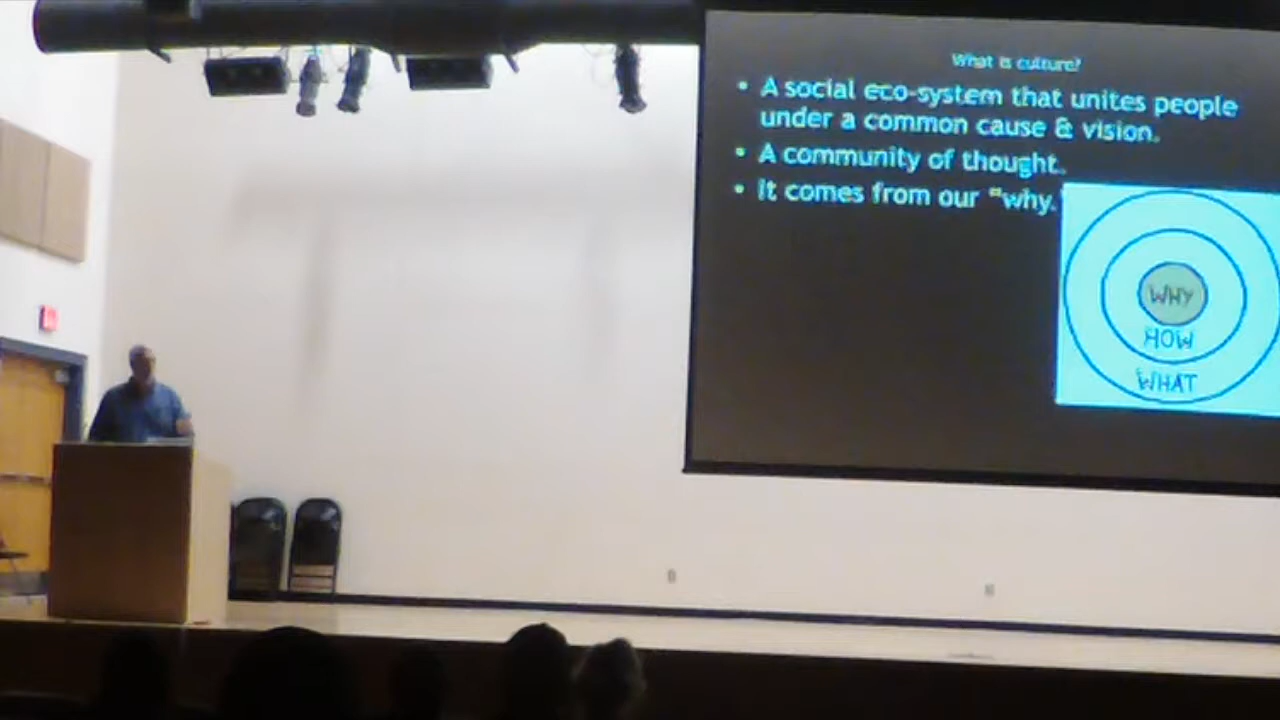 What is culture?
• A social eco-system that unites people
under a common cause & vision.
• A community of thought.
• It comes from our "why."
WHY
HOW
WHAT